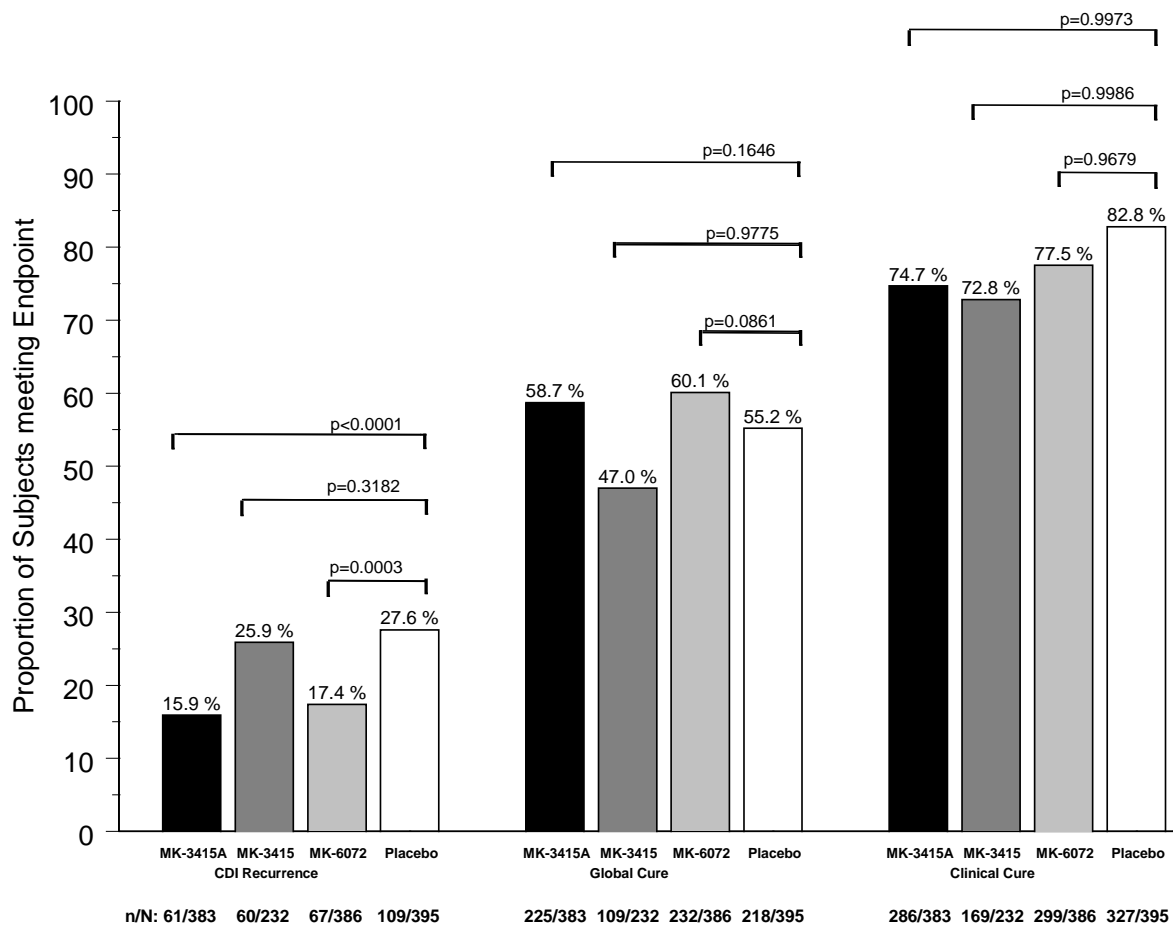 p=0.9973
p=0.9986
p=0.1646
p=0.9679
p=0.9775
p=0.0861
p<0.0001
p=0.3182
p=0.0003
Proportion of Subjects meeting Endpoint
100
90
80
70
60
50
40
30
20
10
0
15.9 %
25.9 %
17.4 %
27.6 %
58.7 %
47.0 %
60.1 %
55.2 %
74.7 %
72.8 %
77.5 %
82.8 %
MK-3415A MK-3415 MK-6072 Placebo MK-3415A MK-3415 MK-6072 Placebo MK-3415A MK-3415 MK-6072 Placebo
CDI Recurrence Global Cure Clinical Cure
n/N: 61/383 60/232 67/386 109/395 225/383 109/232 232/386 218/395 286/383 169/232 299/386 327/395